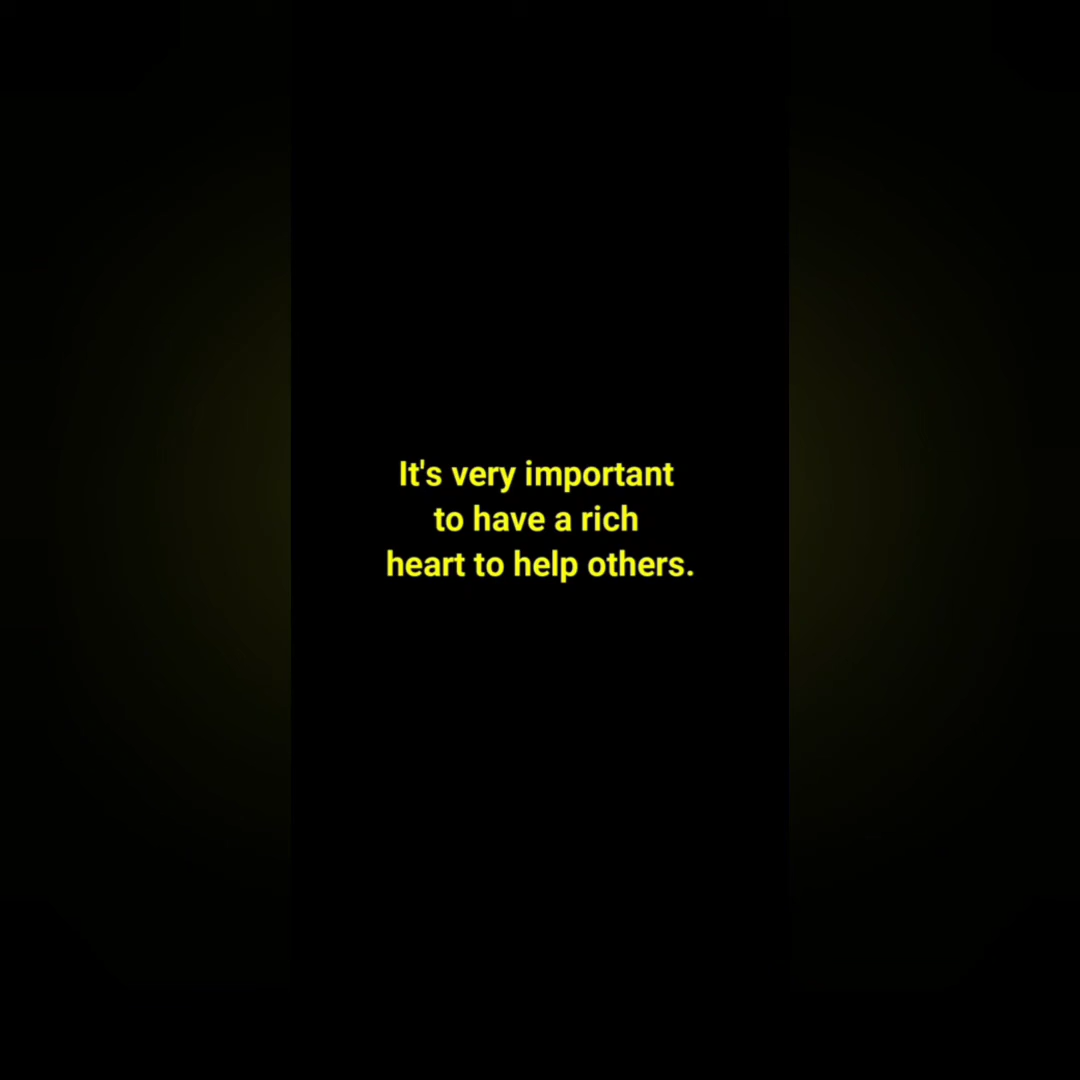 It's very important
to have a rich
heart to help others.